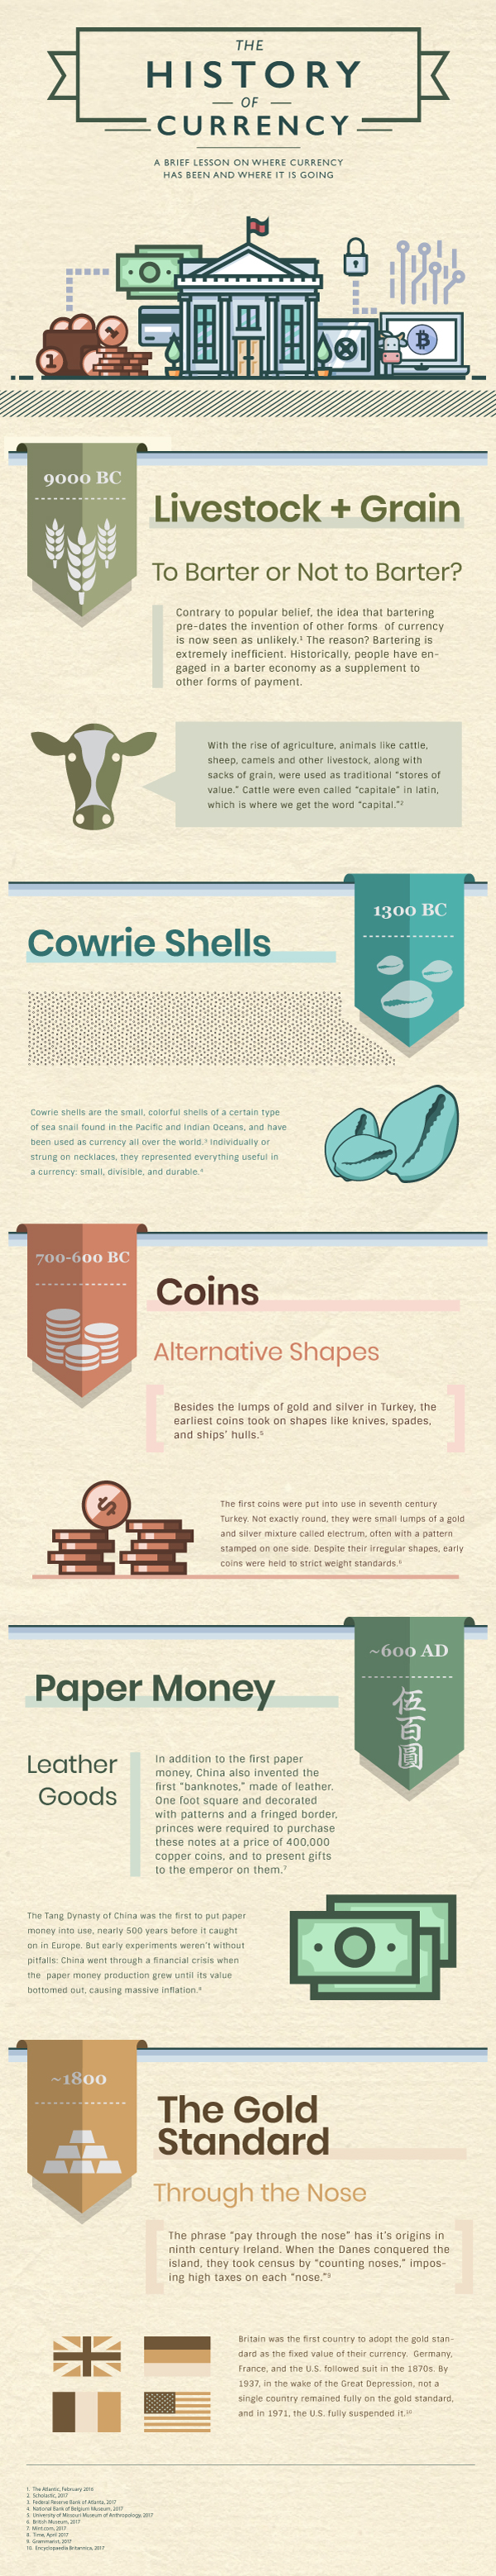 THE
HISTORY
OF
CURRENCY
A BRIEF LESSON ON WHERE CURRENCY
HAS BEEN AND WHERE IT IS GOING
1
9000 BC
Livestock + Grain
To Barter or Not to Barter?
Contrary to popular belief, the idea that bartering
pre-dates the invention of other forms of currency
is now seen as unlikely.¹ The reason? Bartering is
extremely inefficient. Historically, people have en-
gaged in a barter economy as a supplement to
other forms of payment.
With the rise of agriculture, animals like cattle,
sheep, camels and other livestock, along with
sacks of grain, were used as traditional “stores of
value.” Cattle were even called “capitale” in latin,
which is where we get the word “capital.”²
1300 BC
Cowrie Shells
Cowrie shells are the small, colorful shells of a certain type
of sea snail found in the Pacific and Indian Oceans, and have
been used as currency all over the world.³ Individually or
strung on necklaces, they represented everything useful in
a currency: small, divisible, and durable.⁴
700-600 BC
Coins
Alternative Shapes
Besides the lumps of gold and silver in Turkey, the
earliest coins took on shapes like knives, spades,
and ships’ hulls.⁵
$
The first coins were put into use in seventh century
Turkey. Not exactly round, they were small lumps of a gold
and silver mixture called electrum, often with a pattern
stamped on one side. Despite their irregular shapes, early
coins were held to strict weight standards.⁶
~600 AD
伍
百
圓
Paper Money
Leather
Goods
In addition to the first paper
money, China also invented the
first “banknotes,” made of leather.
One foot square and decorated
with patterns and a fringed border,
princes were required to purchase
these notes at a price of 400,000
copper coins, and to present gifts
to the emperor on them.⁷
The Tang Dynasty of China was the first to put paper
money into use, nearly 500 years before it caught
on in Europe. But early experiments weren’t without
pitfalls: China went through a financial crisis when
the paper money production grew until its value
bottomed out, causing massive inflation.⁸
~1800
The Gold
Standard
Through the Nose
The phrase “pay through the nose” has it’s origins in
ninth century Ireland. When the Danes conquered the
island, they took census by “counting noses,” impos-
ing high taxes on each “nose.”⁹
Britain was the first country to adopt the gold stan-
dard as the fixed value of their currency. Germany,
France, and the U.S. followed suit in the 1870s. By
1937, in the wake of the Great Depression, not a
single country remained fully on the gold standard,
and in 1971, the U.S. fully suspended it.¹⁰
1. The Atlantic, February 2016
2. Scholastic, 2017
3. Federal Reserve Bank of Atlanta, 2017
4. National Bank of Belgium Museum, 2017
5. University of Missouri Museum of Anthropology, 2017
6. British Museum, 2017
7. Mint.com, 2017
8. Time, April 2017
9. Grammarist, 2017
10. Encyclopaedia Britannica, 2017